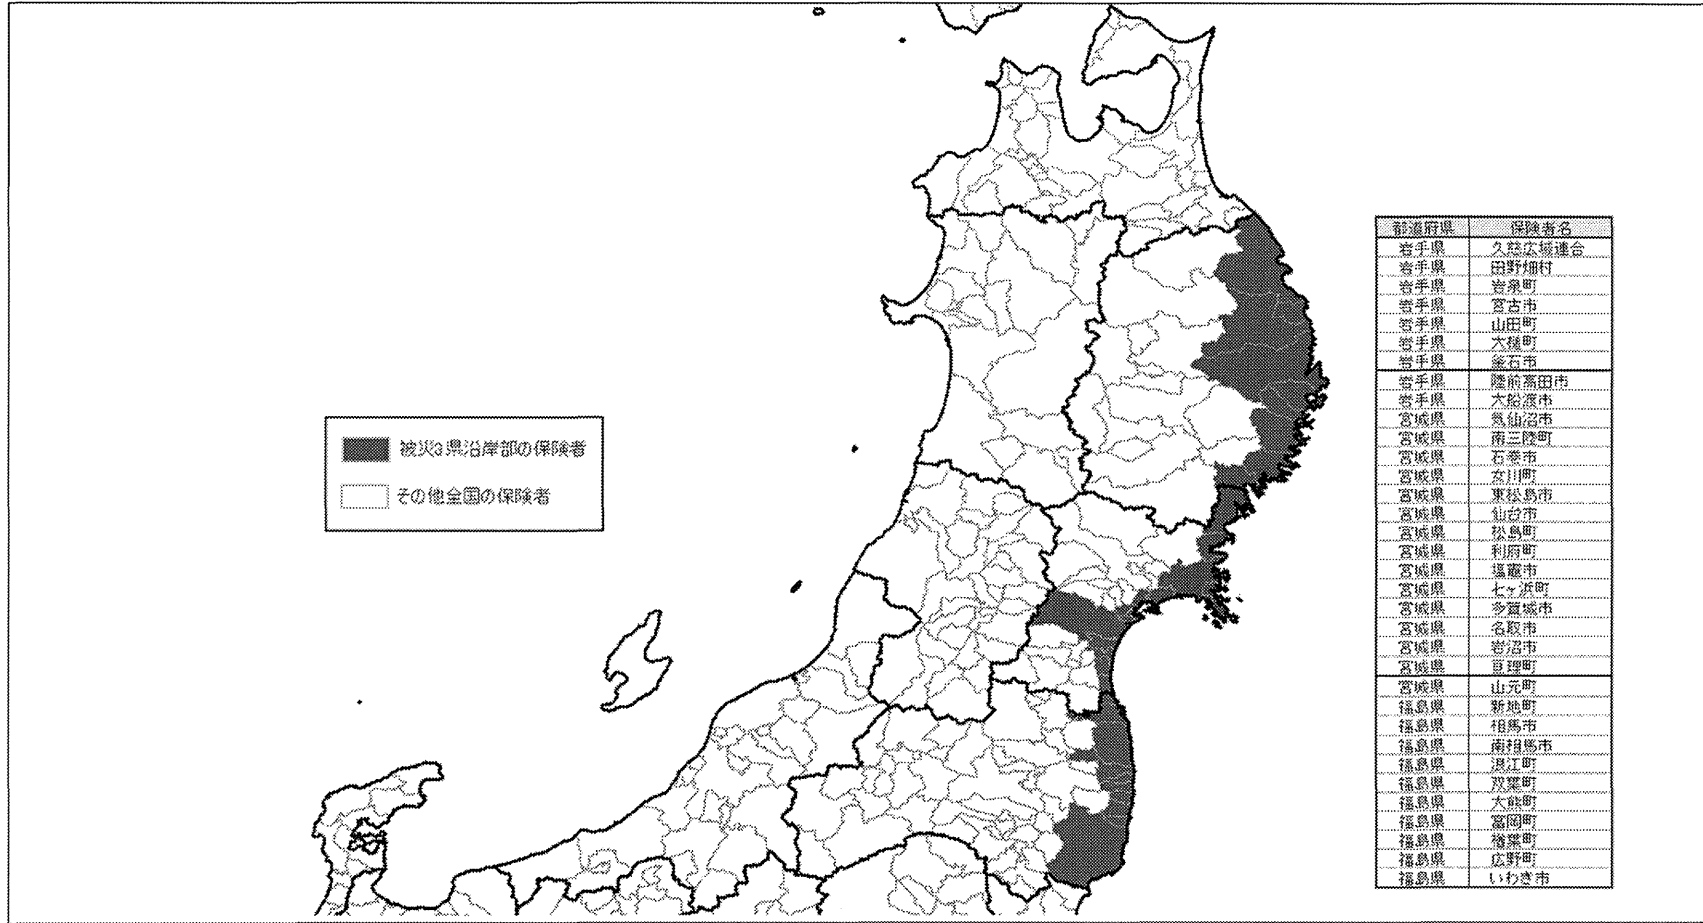 被災3県沿岸部の保険者
その他全国の保険者
都道府県 保険者名
岩手県 久慈広域連合
岩手県 田野畑村
岩手県 岩泉町
岩手県 宮古市
岩手県 山田町
岩手県 大槌町
岩手県 釜石市
岩手県 陸前高田市
岩手県 大船渡市
宮城県 気仙沼市
宮城県 南三陸町
宮城県 石巻市
宮城県 女川町
宮城県 東松島市
宮城県 仙台市
宮城県 松島町
宮城県 利府町
宮城県 塩竈市
宮城県 七ヶ浜町
宮城県 多賀城市
宮城県 名取市
宮城県 岩沼市
宮城県 亘理町
宮城県 山元町
福島県 新地町
福島県 相馬市
福島県 南相馬市
福島県 浪江町
福島県 双葉町
福島県 大熊町
福島県 富岡町
福島県 楢葉町
福島県 広野町
福島県 いわき市